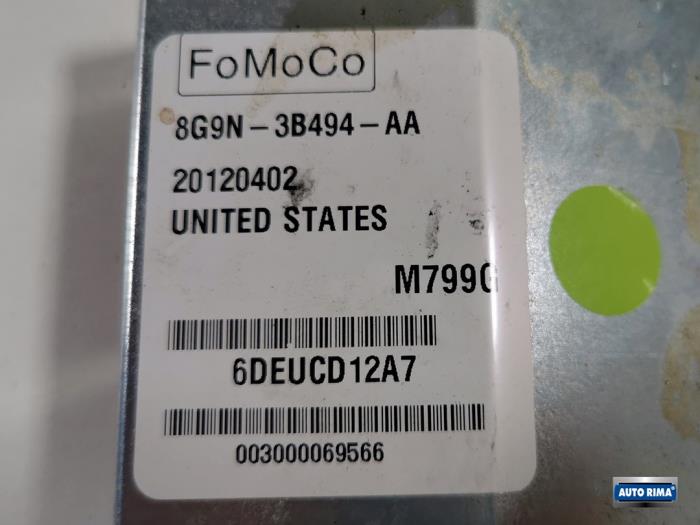 FoMoCo
8G9N-3B494-AA
20120402
UNITED STATES
M799G
6DEUCD12A7
003000069566
AUTO RIMA